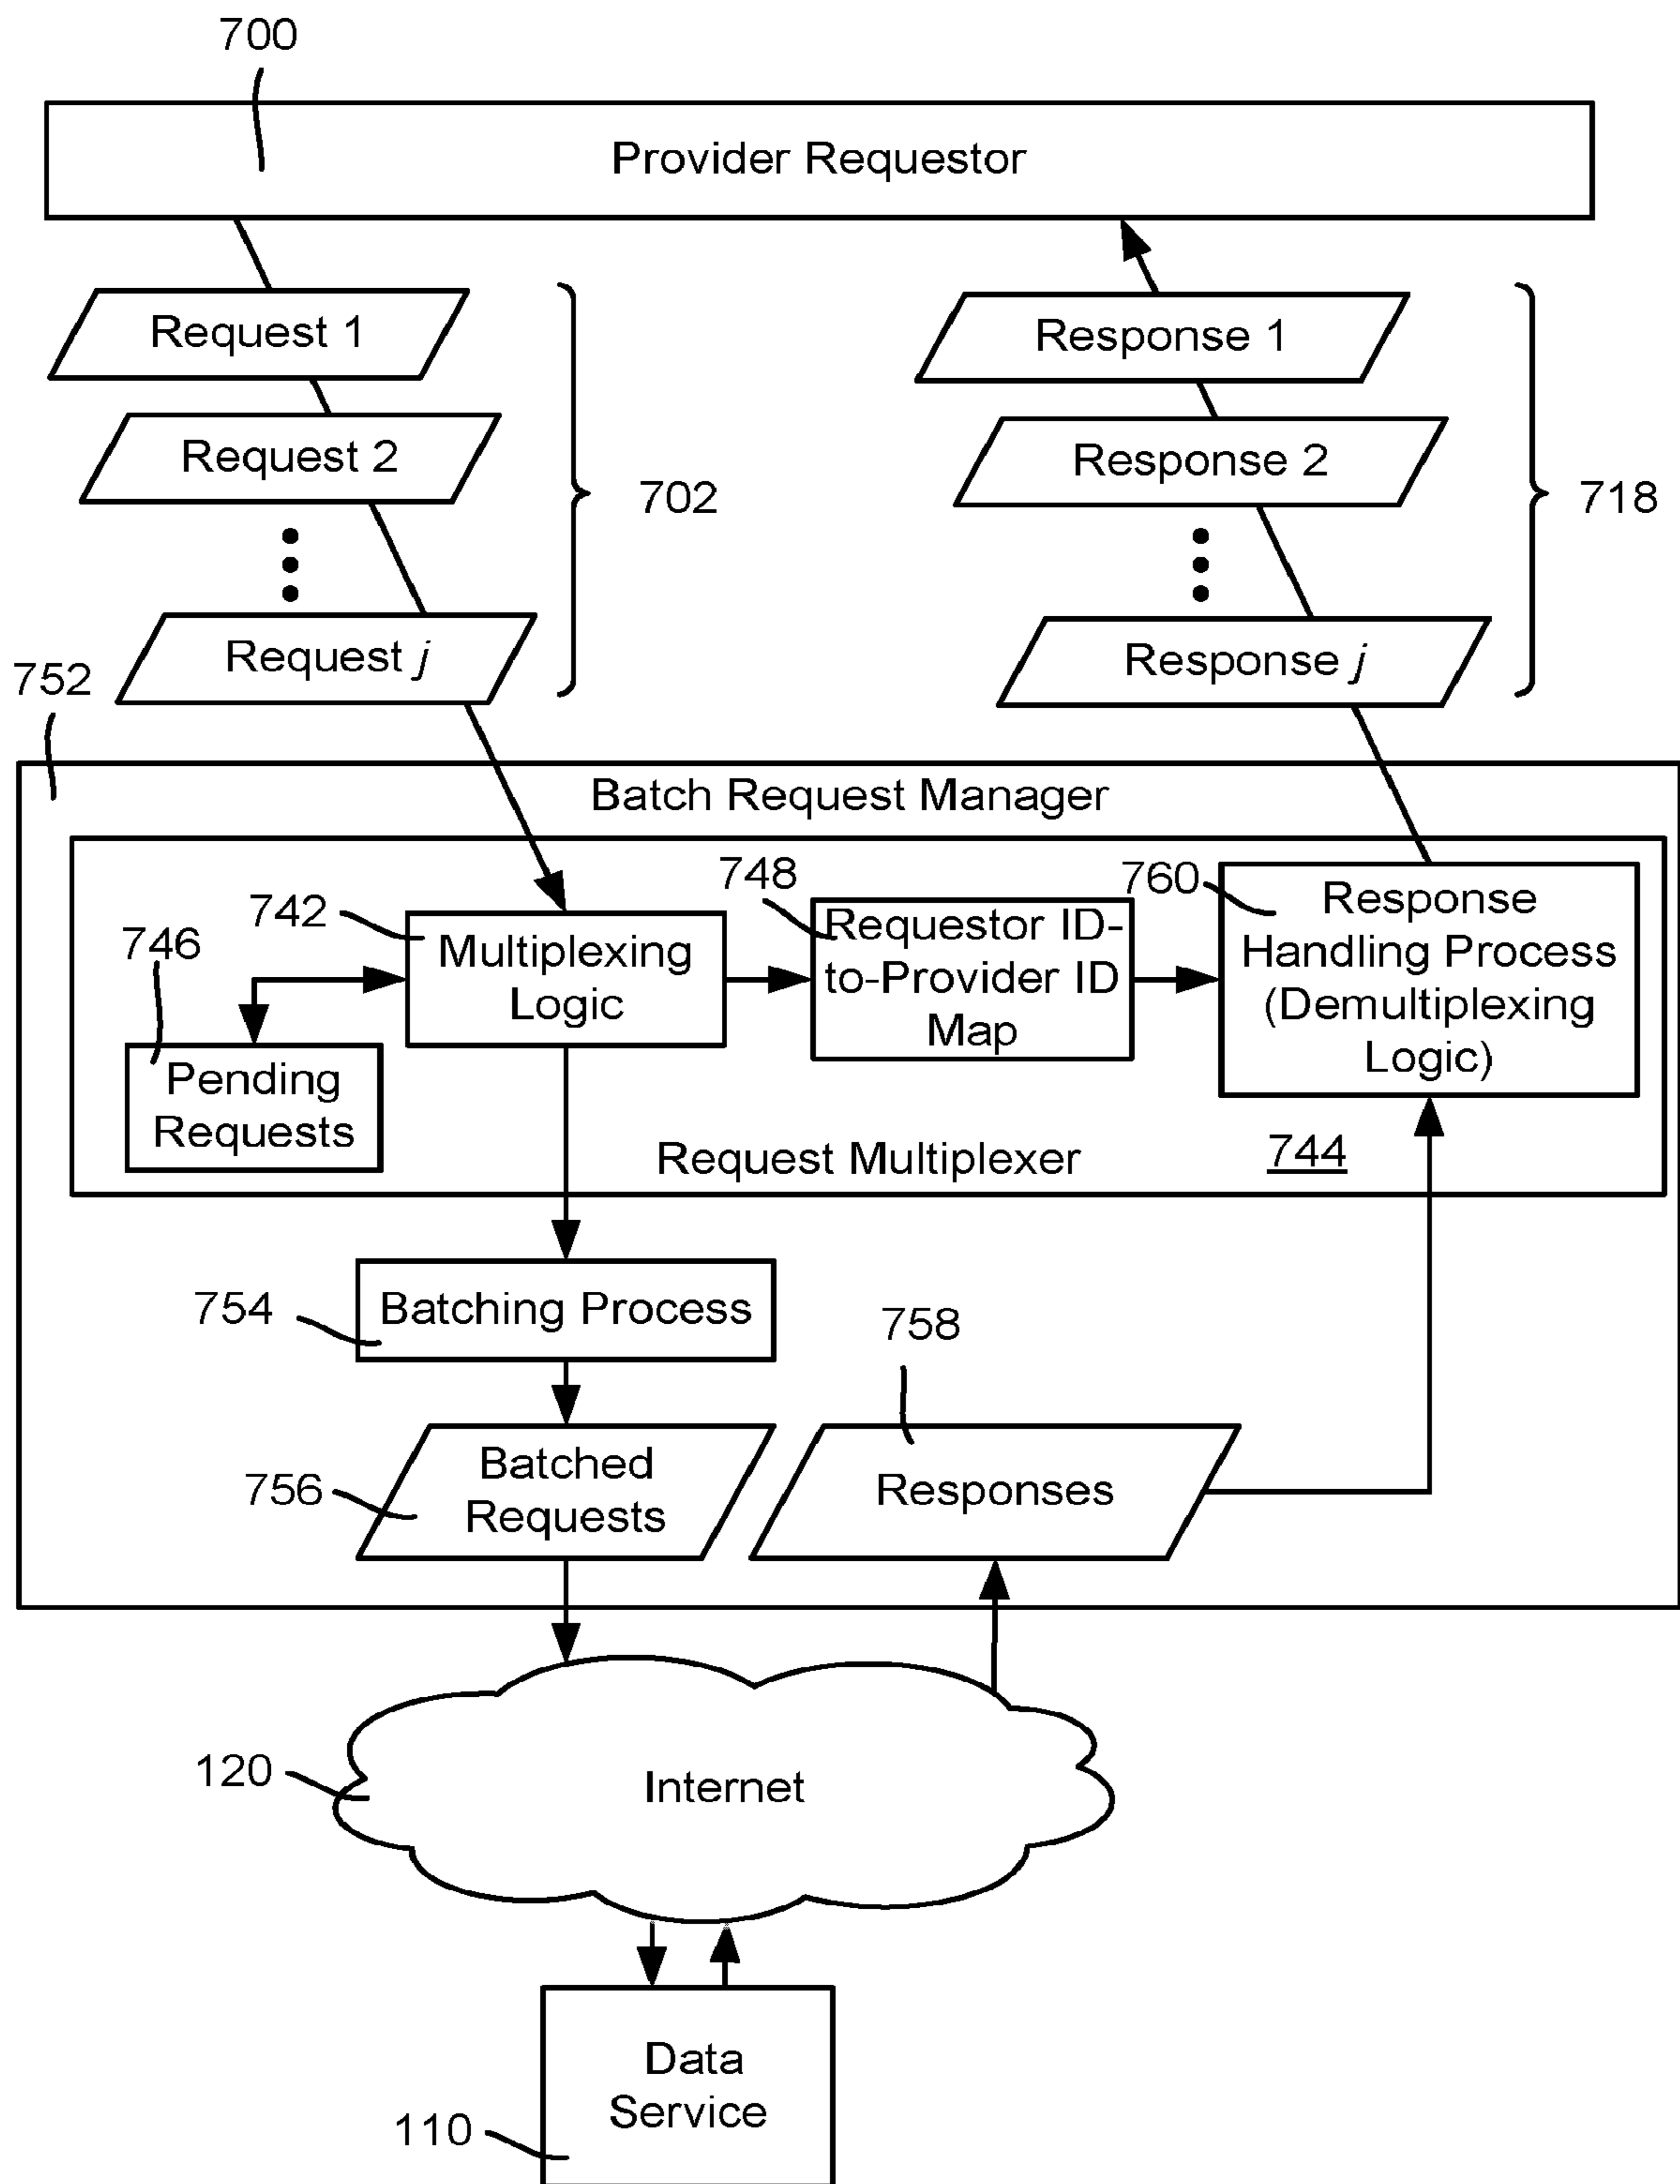 700
Provider Requestor
Request 1
Response 1
Request 2
Response 2
702
718
Request j
Response j
752
Batch Request Manager
748
760
742
746
Multiplexing
Logic
Requestor ID-
to-Provider ID
Map
Response
Handling Process
(Demultiplexing
Logic)
Pending
Requests
Request Multiplexer
744
754
Batching Process
758
756
Batched
Requests
Responses
120
Internet
Data
Service
110